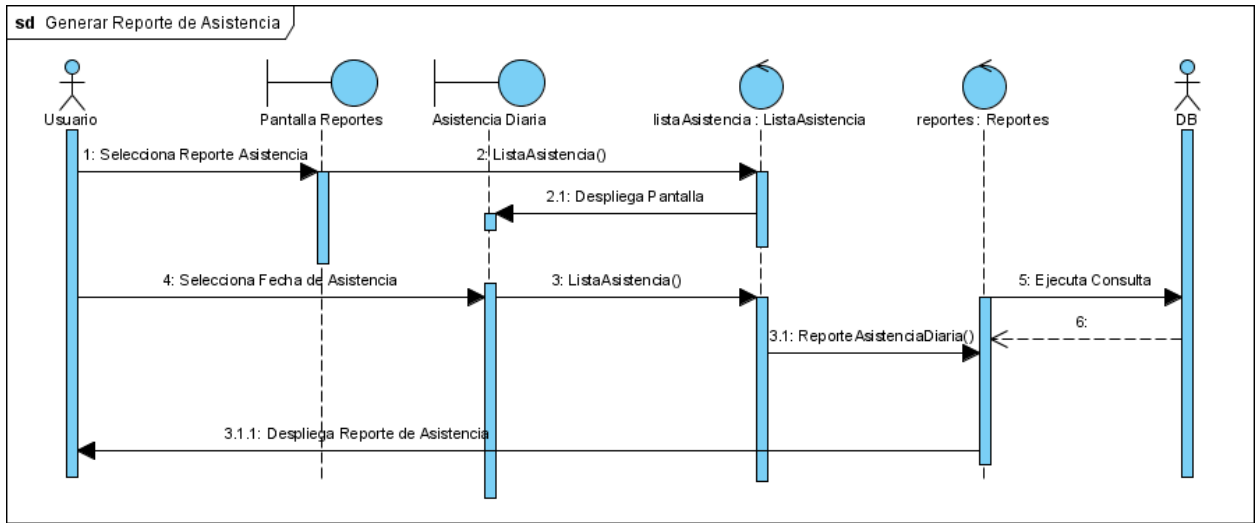 sd Generar Reporte de Asistencia
Usuario
Pantalla Reportes
Asistencia Diaria
listaAsistencia : ListaAsistencia
reportes : Reportes
DB
1: Selecciona Reporte Asistencia
2: ListaAsistencia()
2.1: Despliega Pantalla
4: Selecciona Fecha de Asistencia
3: ListaAsistencia()
5: Ejecuta Consulta
6:
3.1: ReporteAsistenciaDiaria()
3.1.1: Despliega Reporte de Asistencia